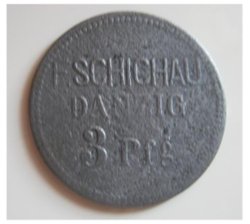 F. SCHICHAU
DANZIG
3 Pfg